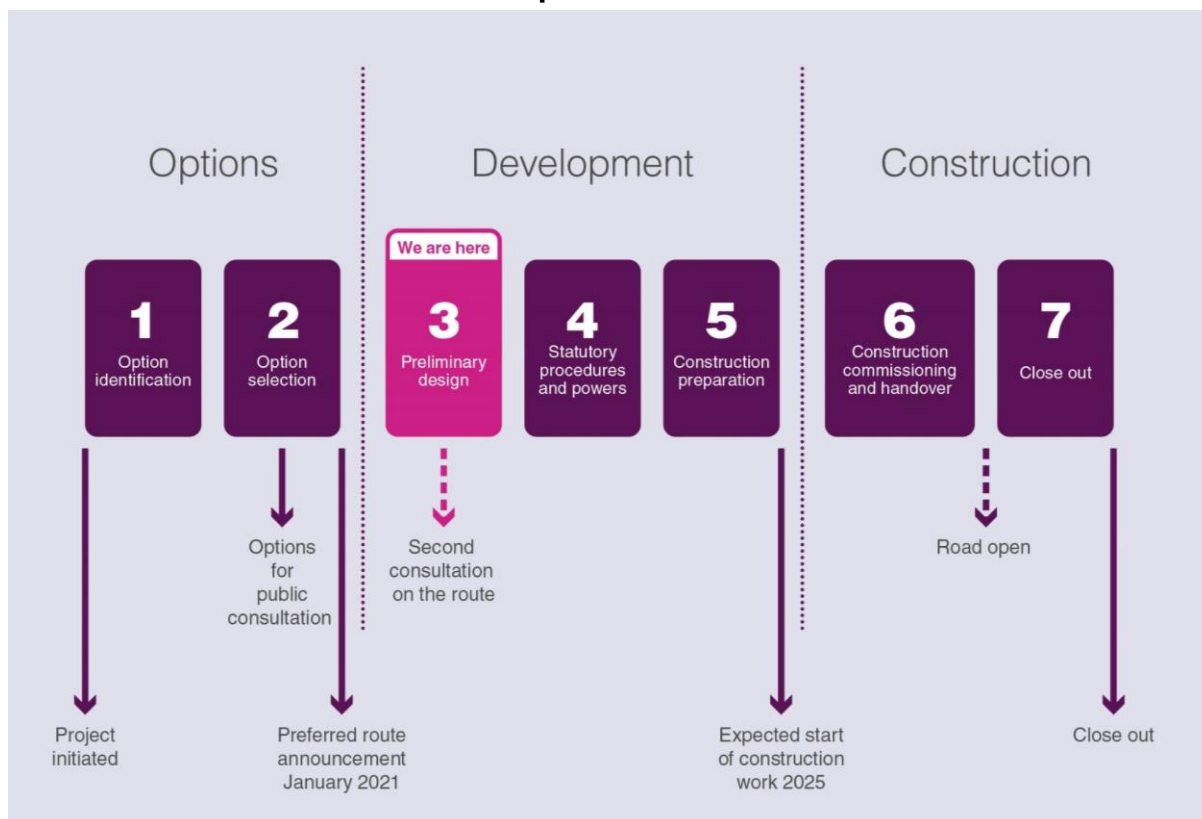 Options
Development
Construction
We are here
1
Option
identification
2
Option
selection
3
Preliminary
design
4
Statutory
procedures
and powers
5
Construction
preparation
6
Construction
commissioning
and handover
7
Close out
Options
for
public
consultation
Second
consultation
on the route
Road open
Project
initiated
Preferred route
announcement
January 2021
Expected start
of construction
work 2025
Close out